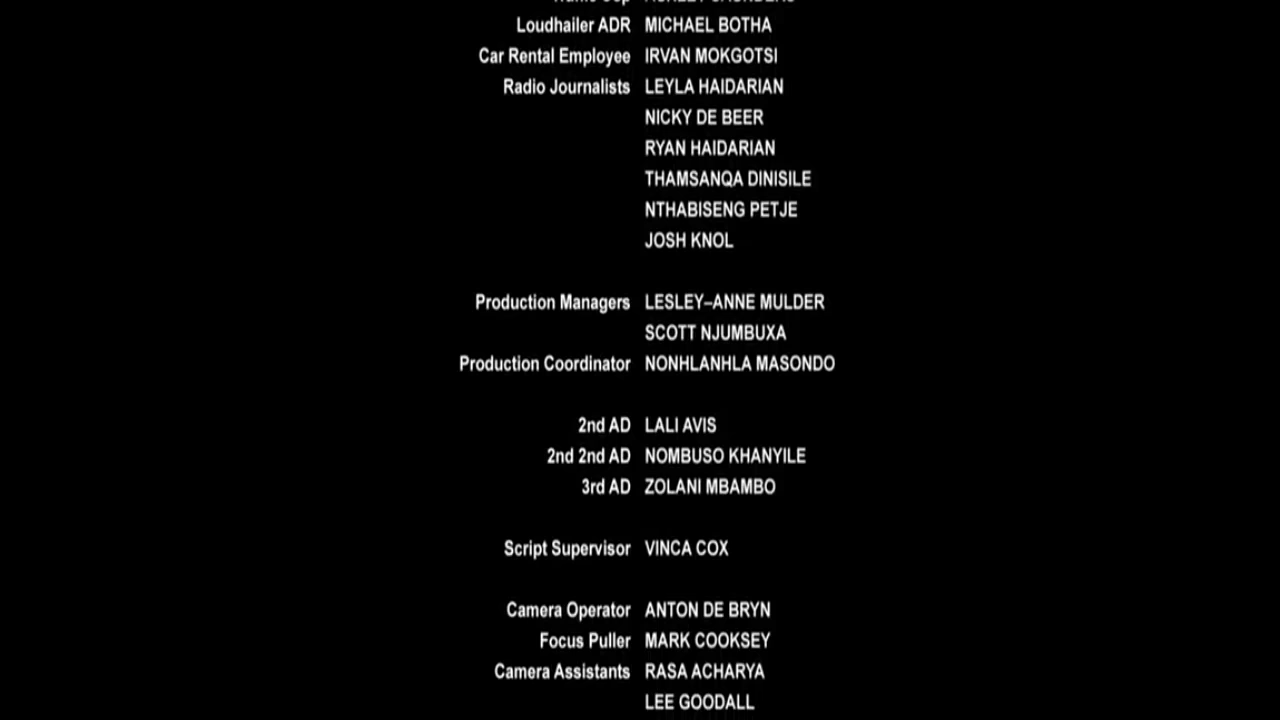 Loudhailer ADR MICHAEL BOTHA
Car Rental Employee IRVAN MOKGOTSI
Radio Journalists LEYLA HAIDARIAN
NICKY DE BEER
RYAN HAIDARIAN
THAMSANQA DINISILE
NTHABISENG PETJE
JOSH KNOL
Production Managers LESLEY–ANNE MULDER
SCOTT NJUMBUXA
Production Coordinator NONHLANHLA MASONDO
2nd AD LALI AVIS
2nd 2nd AD NOMBUSO KHANYILE
3rd AD ZOLANI MBAMBO
Script Supervisor VINCA COX
Camera Operator ANTON DE BRYN
Focus Puller MARK COOKSEY
Camera Assistants RASA ACHARYA
LEE GOODALL